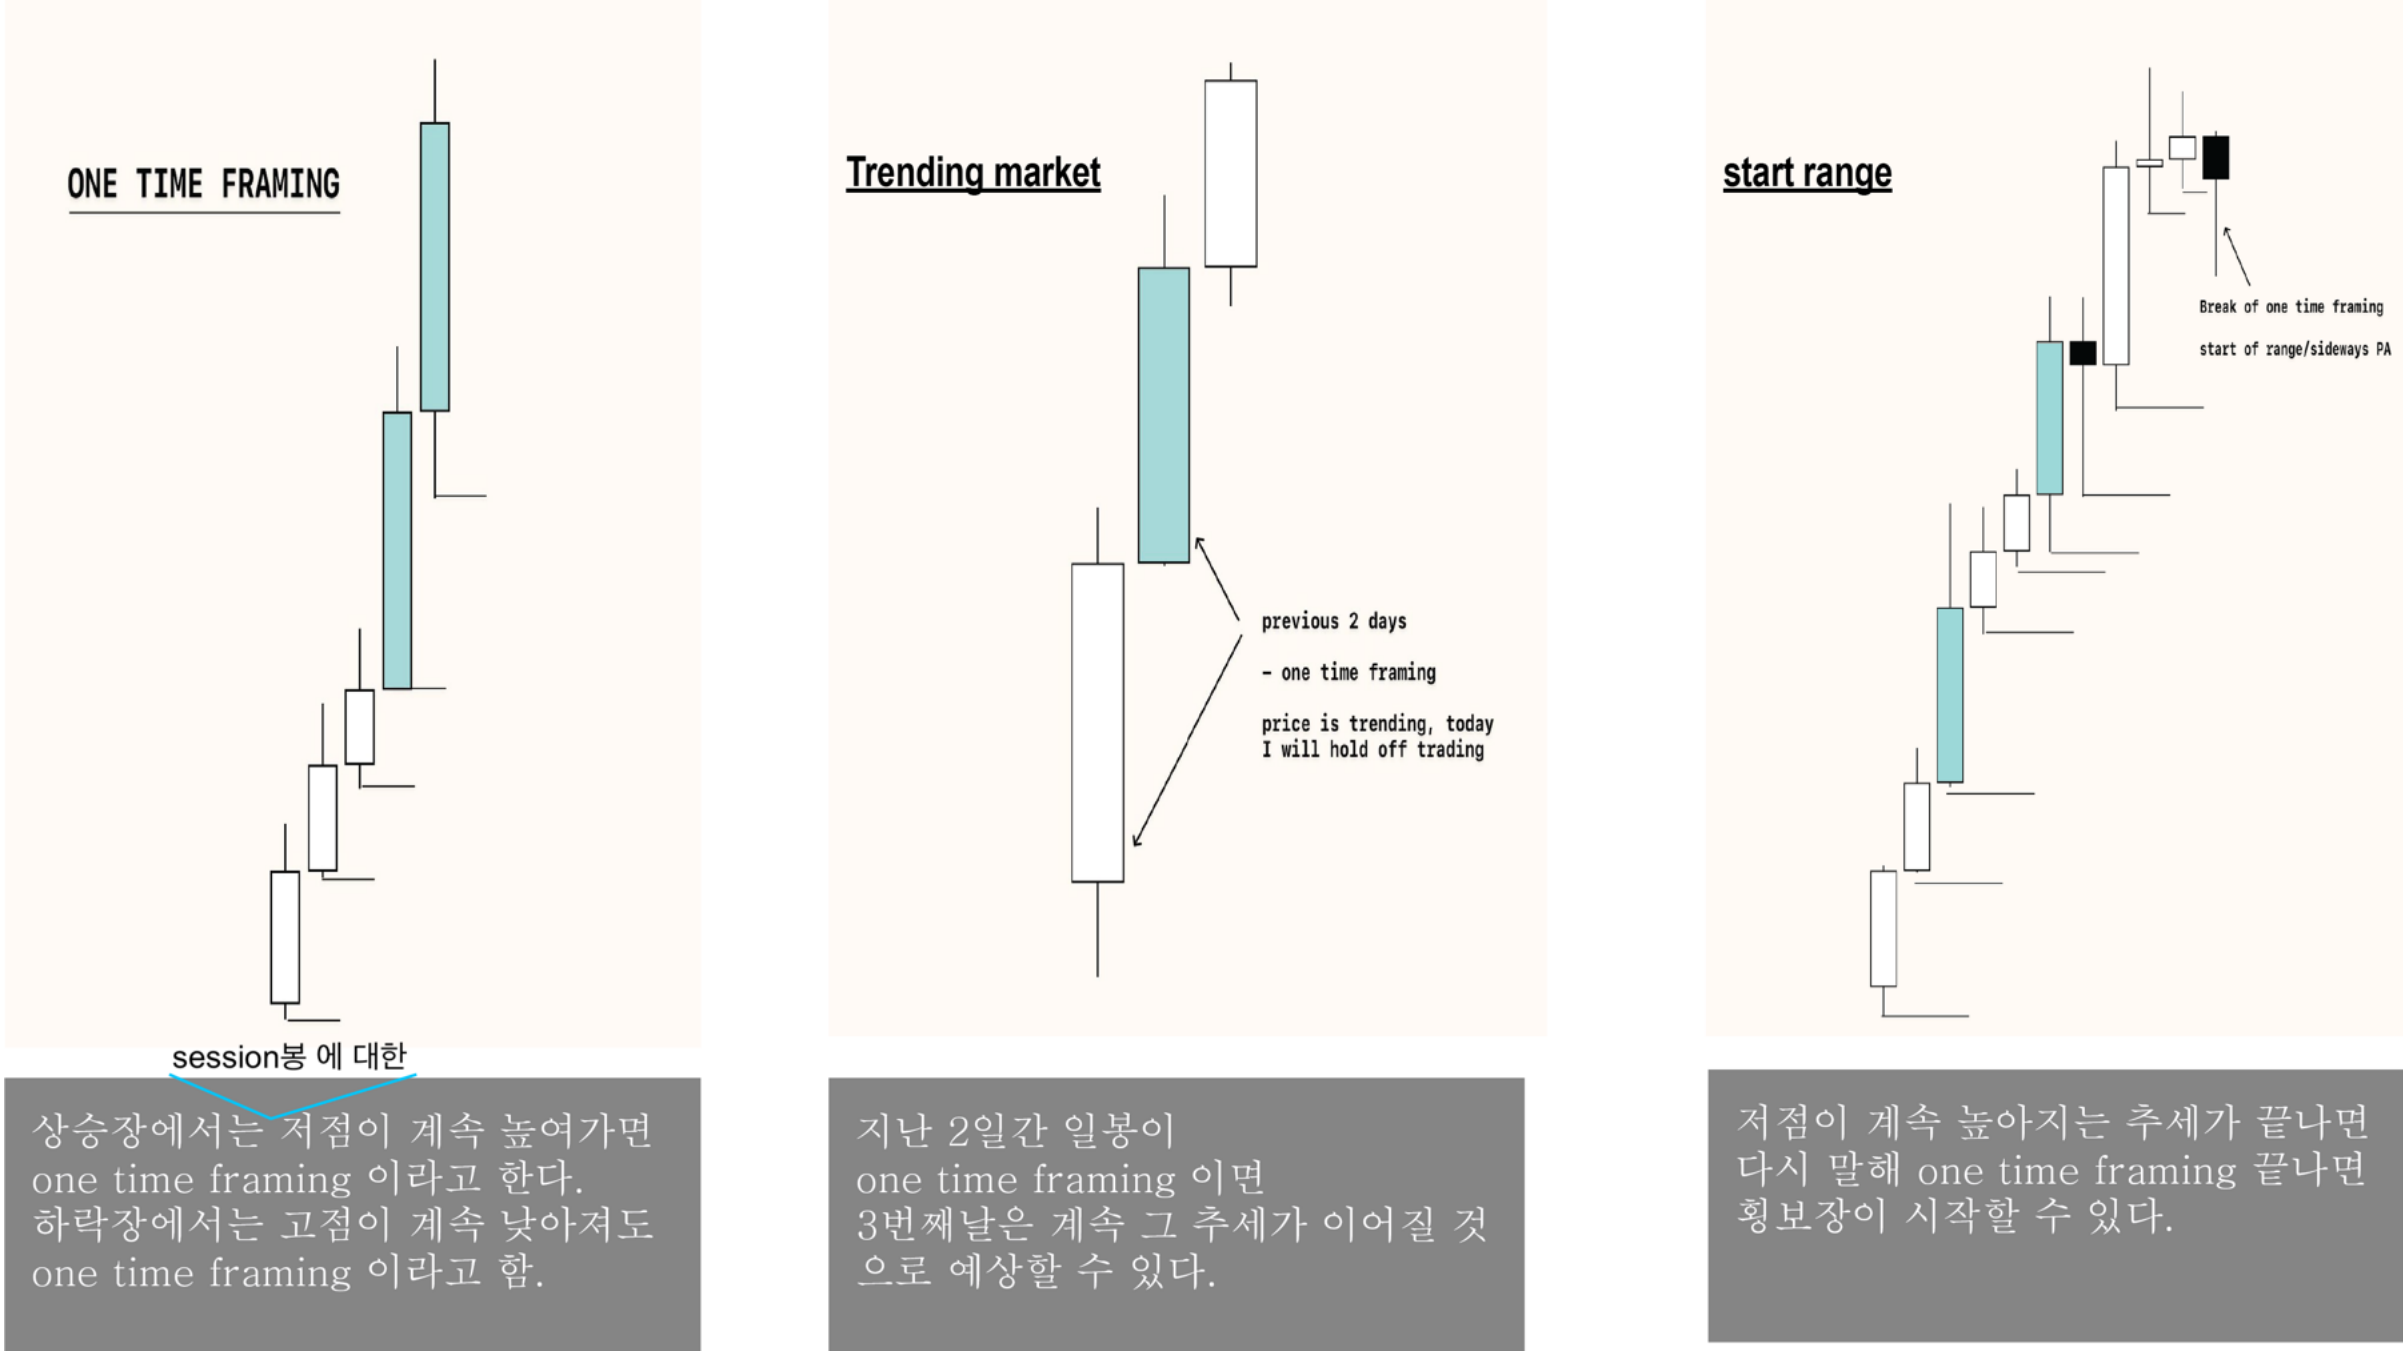 ONE TIME FRAMING
session봉 에 대한
상승장에서는 저점이 계속 높여가면
one time framing 이라고 한다.
하락장에서는 고점이 계속 낮아져도
one time framing 이라고 함.
Trending market
previous 2 days
– one time framing
price is trending, today
I will hold off trading
지난 2일간 일봉이
one time framing 이면
3번째날은 계속 그 추세가 이어질 것
으로 예상할 수 있다.
start range
Break of one time framing
start of range/sideways PA
저점이 계속 높아지는 추세가 끝나면
다시 말해 one time framing 끝나면
횡보장이 시작할 수 있다.